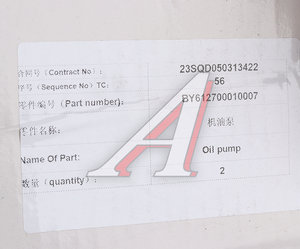 合同号（Contract No）： 23SQD050313422
序号（Sequence No）TC： 56
零件编号（Part number)： BY612700010007
零件名称： 机油泵
Name Of Part: Oil pump
数量（quantity）： 2